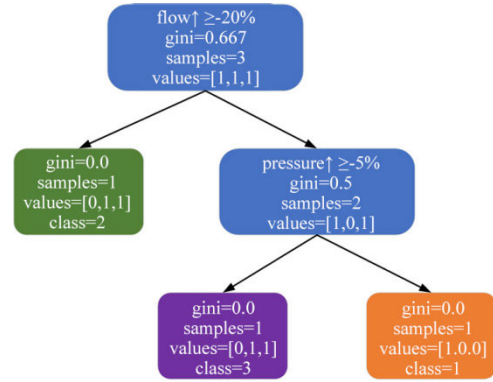 flow↑ ≥-20%
gini=0.667
samples=3
values=[1,1,1]
gini=0.0
samples=1
values=[0,1,1]
class=2
pressure↑ ≥-5%
gini=0.5
samples=2
values=[1,0,1]
gini=0.0
samples=1
values=[0,1,1]
class=3
gini=0.0
samples=1
values=[1.0.0]
class=1